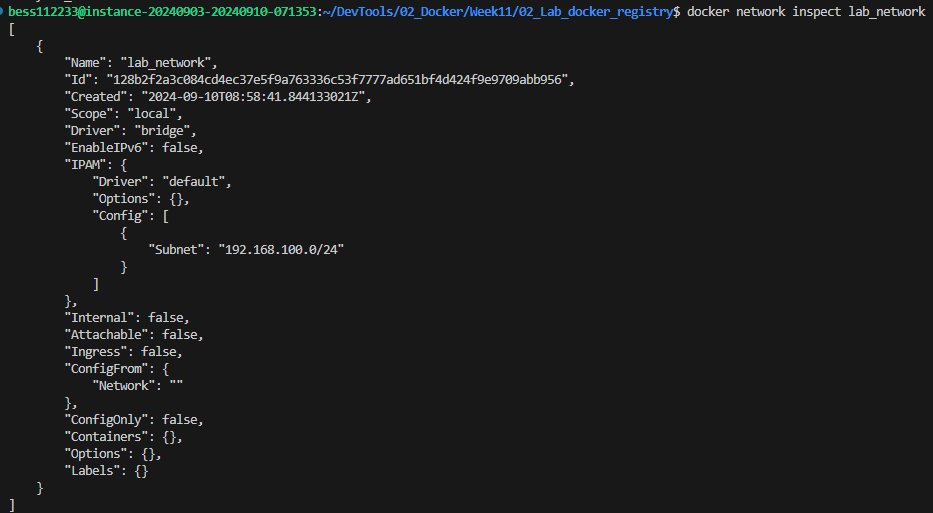 bess112233@instance-20240903-20240910-071353:~/DevTools/02_Docker/Week11/02_Lab_docker_registry$ docker network inspect lab_network
[
    {
        "Name": "lab_network",
        "Id": "128b2f2a3c084cd4ec37e5f9a763336c53f7777ad651bf4d424f9e9709abb956",
        "Created": "2024-09-10T08:58:41.844133021Z",
        "Scope": "local",
        "Driver": "bridge",
        "EnableIPv6": false,
        "IPAM": {
            "Driver": "default",
            "Options": {},
            "Config": [
                {
                    "Subnet": "192.168.100.0/24"
                }
            ]
        },
        "Internal": false,
        "Attachable": false,
        "Ingress": false,
        "ConfigFrom": {
            "Network": ""
        },
        "ConfigOnly": false,
        "Containers": {},
        "Options": {},
        "Labels": {}
    }
]